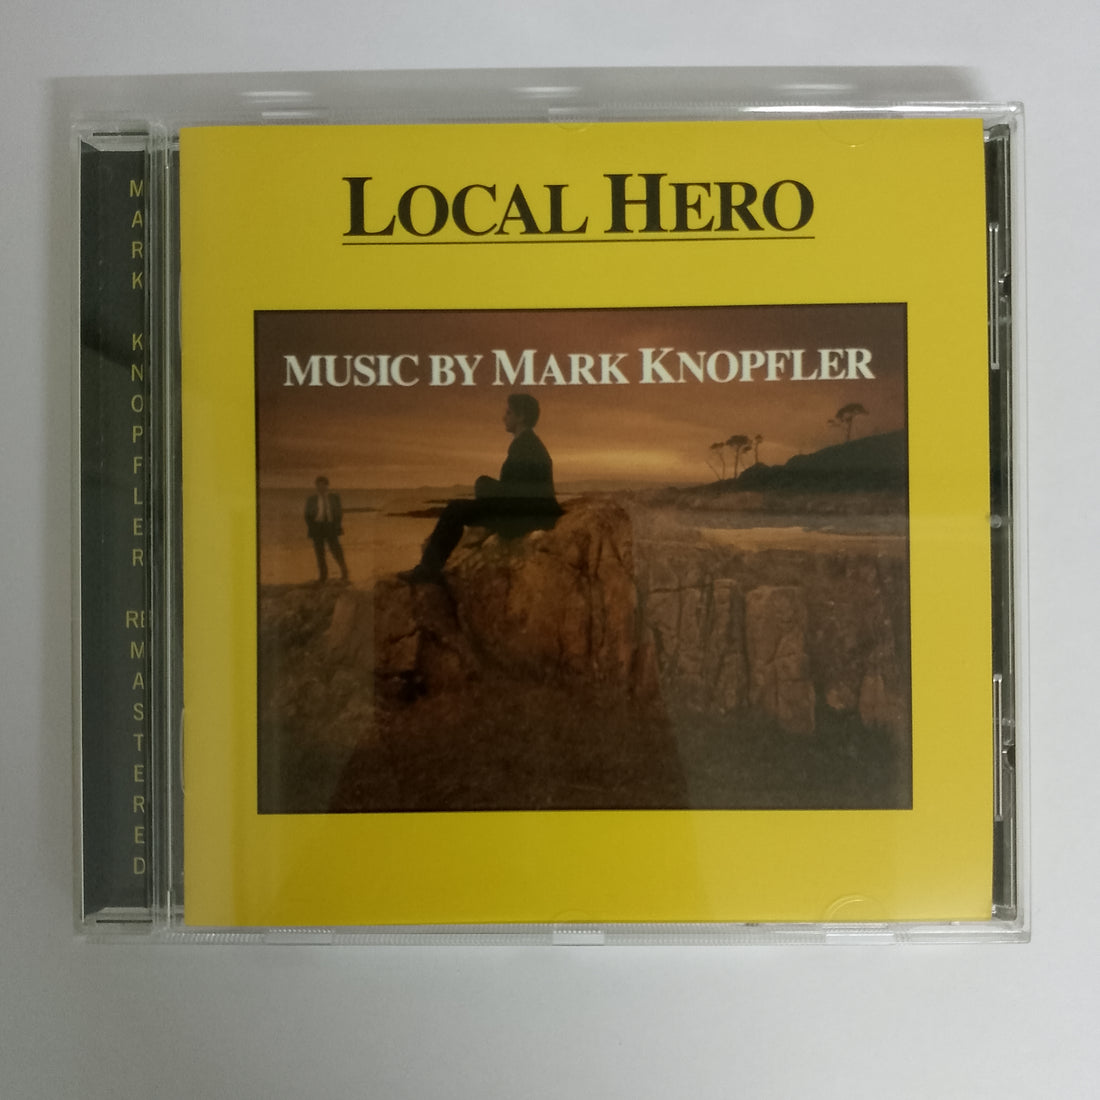 LOCAL HERO
MUSIC BY MARK KNOPFLER
MARK KNOPFLER REMASTERED